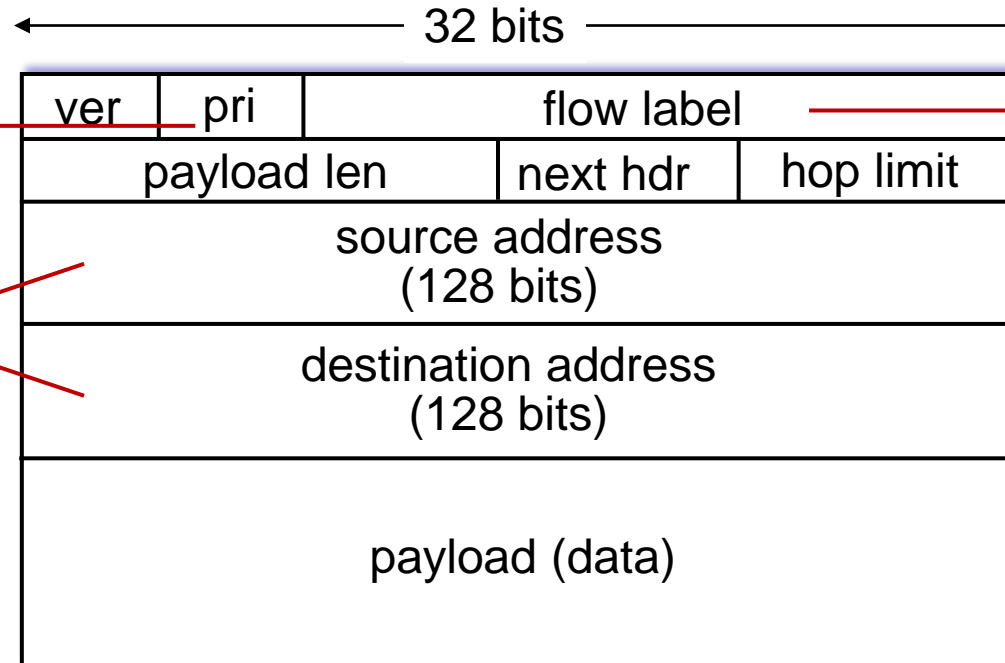 32 bits
ver pri flow label
payload len next hdr hop limit
source address
(128 bits)
destination address
(128 bits)
payload (data)